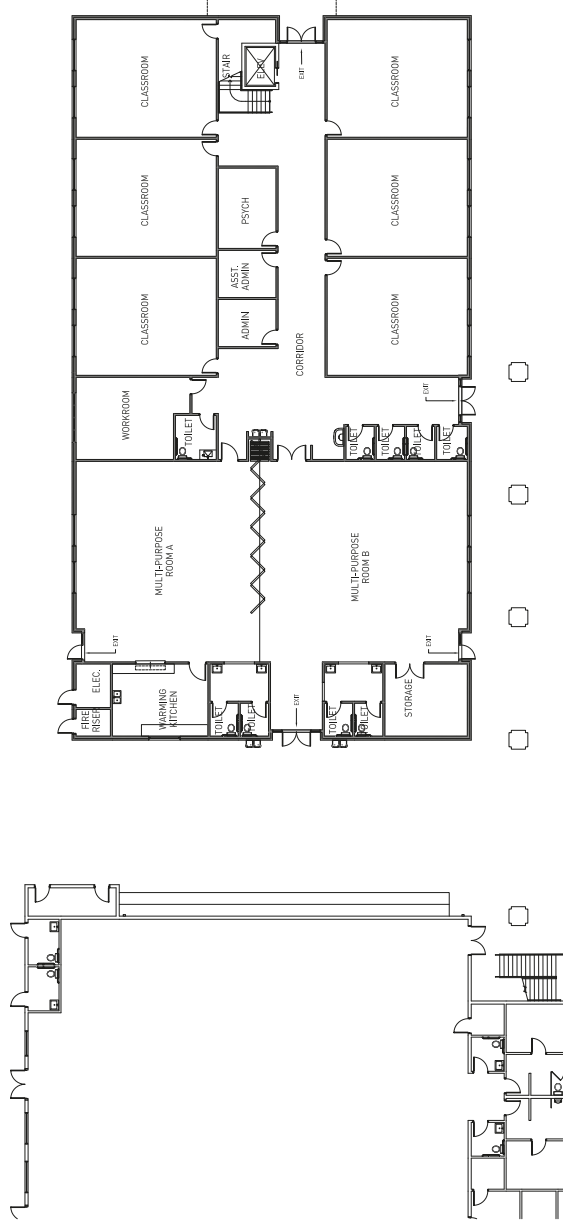 CLASSROOM
STAIR
ELEV
EXIT
CLASSROOM
CLASSROOM
PSYCH
CLASSROOM
ASST.
ADMIN
CLASSROOM
ADMIN
CLASSROOM
CORRIDOR
WORKROOM
TOILET
EXIT
TOILET
TOILET
TOILET
TOILET
MULTI-PURPOSE
ROOM A
MULTI-PURPOSE
ROOM B
EXIT
EXIT
ELEC.
FIRE
RISER
WARMING
KITCHEN
TOILET
TOILET
EXIT
TOILET
TOILET
STORAGE